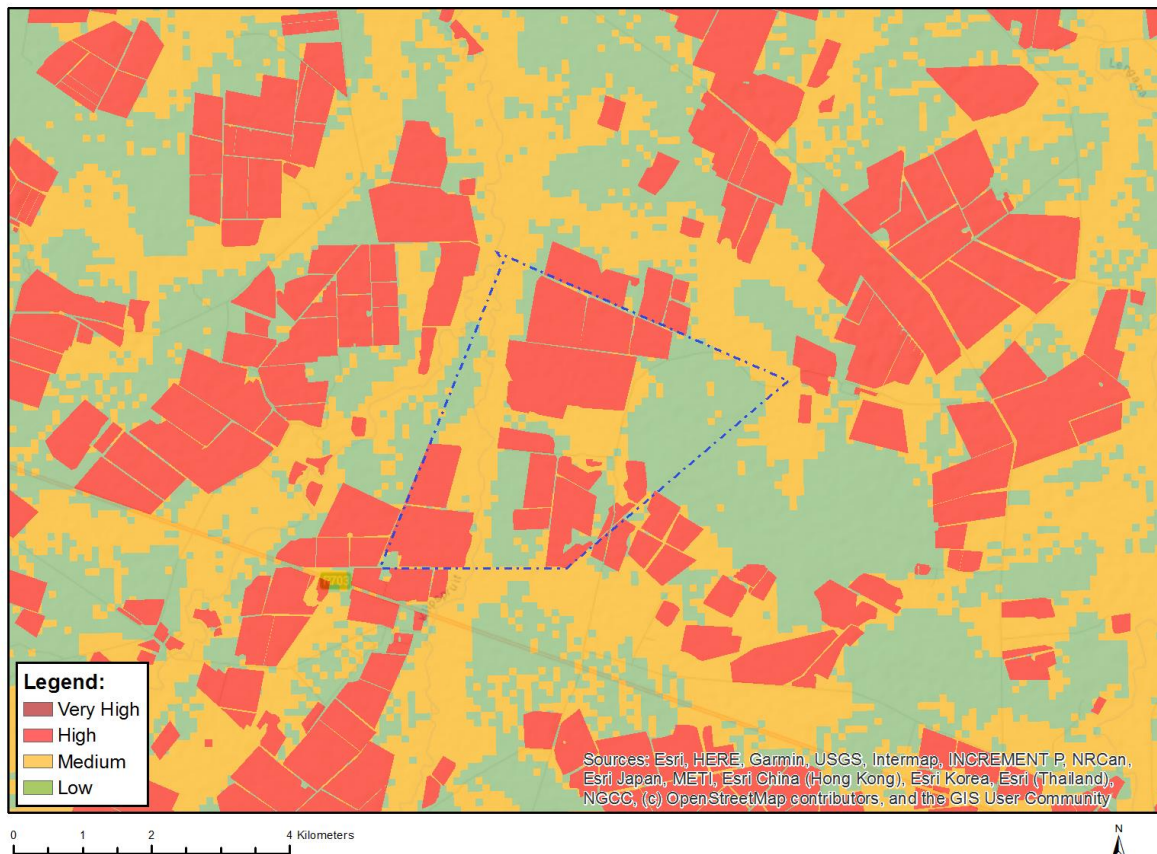 Legend:
Very High
High
Medium
Low
Sources: Esri, HERE, Garmin, USGS, Intermap, INCREMENT P, NRCan,
Esri Japan, METI, Esri China (Hong Kong), Esri Korea, Esri (Thailand),
NGCC, (c) OpenStreetMap contributors, and the GIS User Community
0 1 2 4 Kilometers
N